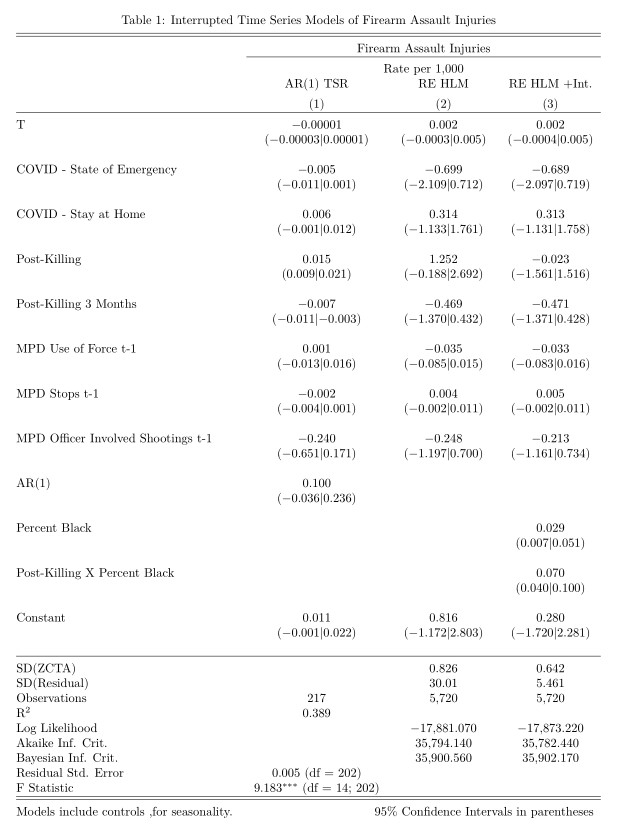 Table 1: Interrupted Time Series Models of Firearm Assault Injuries
Firearm Assault Injuries
Rate per 1,000
AR(1) TSR RE HLM RE HLM +Int.
(1) (2) (3)
T −0.00001 0.002 0.002
(−0.00003|0.00001) (−0.0003|0.005) (−0.0004|0.005)
COVID - State of Emergency −0.005 −0.699 −0.689
(−0.011|0.001) (−2.109|0.712) (−2.097|0.719)
COVID - Stay at Home 0.006 0.314 0.313
(−0.001|0.012) (−1.133|1.761) (−1.131|1.758)
Post-Killing 0.015 1.252 −0.023
(0.009|0.021) (−0.188|2.692) (−1.561|1.516)
Post-Killing 3 Months −0.007 −0.469 −0.471
(−0.011|−0.003) (−1.370|0.432) (−1.371|0.428)
MPD Use of Force t-1 0.001 −0.035 −0.033
(−0.013|0.016) (−0.085|0.015) (−0.083|0.016)
MPD Stops t-1 −0.002 0.004 0.005
(−0.004|0.001) (−0.002|0.011) (−0.002|0.011)
MPD Officer Involved Shootings t-1 −0.240 −0.248 −0.213
(−0.651|0.171) (−1.197|0.700) (−1.161|0.734)
AR(1) 0.100
(−0.036|0.236)
Percent Black 0.029
(0.007|0.051)
Post-Killing X Percent Black 0.070
(0.040|0.100)
Constant 0.011 0.816 0.280
(−0.001|0.022) (−1.172|2.803) (−1.720|2.281)
SD(ZCTA) 0.826 0.642
SD(Residual) 30.01 5.461
Observations 217 5,720 5,720
R² 0.389
Log Likelihood −17,881.070 −17,873.220
Akaike Inf. Crit. 35,794.140 35,782.440
Bayesian Inf. Crit. 35,900.560 35,902.170
Residual Std. Error 0.005 (df = 202)
F Statistic 9.183*** (df = 14; 202)
Models include controls ,for seasonality. 95% Confidence Intervals in parentheses